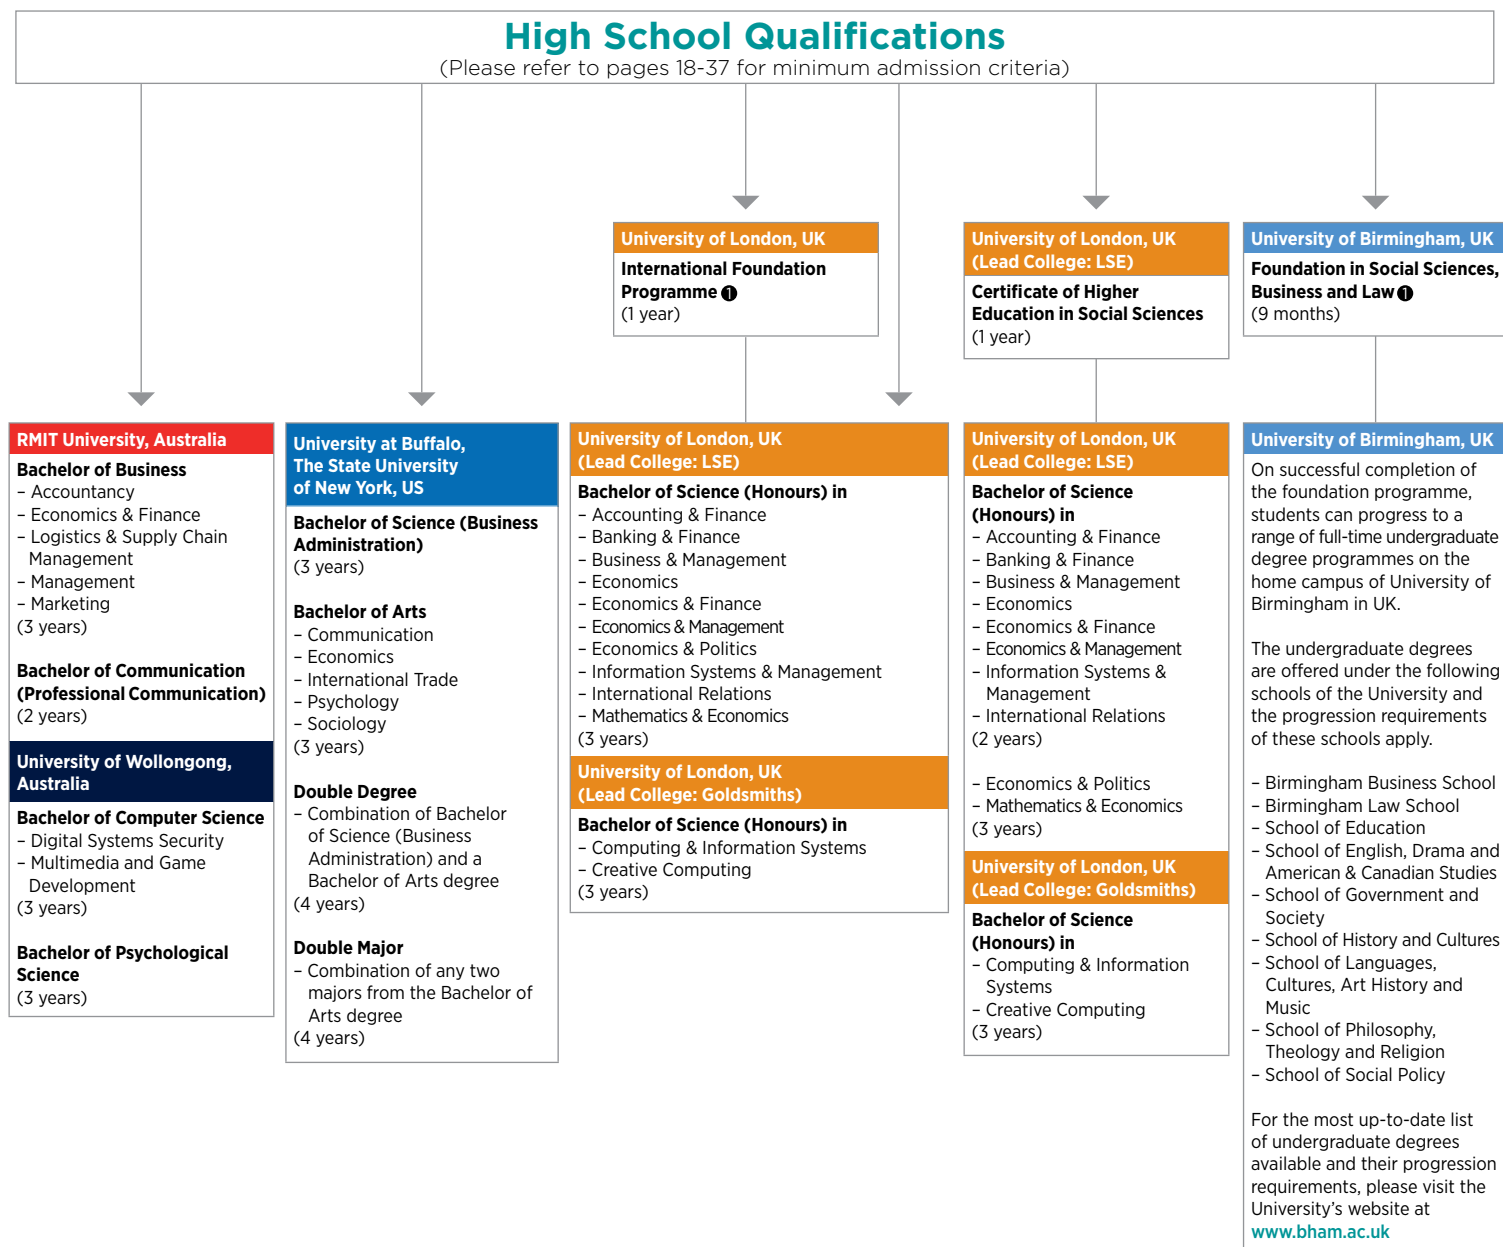 High School Qualifications
(Please refer to pages 18-37 for minimum admission criteria)
University of London, UK
International Foundation
Programme ❶
(1 year)
University of London, UK
(Lead College: LSE)
Certificate of Higher
Education in Social Sciences
(1 year)
University of Birmingham, UK
Foundation in Social Sciences,
Business and Law ❶
(9 months)
RMIT University, Australia
Bachelor of Business
– Accountancy
– Economics & Finance
– Logistics & Supply Chain
Management
– Management
– Marketing
(3 years)
Bachelor of Communication
(Professional Communication)
(2 years)
University of Wollongong,
Australia
Bachelor of Computer Science
– Digital Systems Security
– Multimedia and Game
Development
(3 years)
Bachelor of Psychological
Science
(3 years)
University at Buffalo,
The State University
of New York, US
Bachelor of Science (Business
Administration)
(3 years)
Bachelor of Arts
– Communication
– Economics
– International Trade
– Psychology
– Sociology
(3 years)
Double Degree
– Combination of Bachelor
of Science (Business
Administration) and a
Bachelor of Arts degree
(4 years)
Double Major
– Combination of any two
majors from the Bachelor of
Arts degree
(4 years)
University of London, UK
(Lead College: LSE)
Bachelor of Science (Honours) in
– Accounting & Finance
– Banking & Finance
– Business & Management
– Economics
– Economics & Finance
– Economics & Management
– Economics & Politics
– Information Systems & Management
– International Relations
– Mathematics & Economics
(3 years)
University of London, UK
(Lead College: Goldsmiths)
Bachelor of Science (Honours) in
– Computing & Information Systems
– Creative Computing
(3 years)
University of London, UK
(Lead College: LSE)
Bachelor of Science
(Honours) in
– Accounting & Finance
– Banking & Finance
– Business & Management
– Economics
– Economics & Finance
– Economics & Management
– Information Systems &
Management
– International Relations
(2 years)
– Economics & Politics
– Mathematics & Economics
(3 years)
University of London, UK
(Lead College: Goldsmiths)
Bachelor of Science
(Honours) in
– Computing & Information
Systems
– Creative Computing
(3 years)
University of Birmingham, UK
On successful completion of
the foundation programme,
students can progress to a
range of full-time undergraduate
degree programmes on the
home campus of University of
Birmingham in UK.
The undergraduate degrees
are offered under the following
schools of the University and
the progression requirements
of these schools apply.
– Birmingham Business School
– Birmingham Law School
– School of Education
– School of English, Drama and
American & Canadian Studies
– School of Government and
Society
– School of History and Cultures
– School of Languages,
Cultures, Art History and
Music
– School of Philosophy,
Theology and Religion
– School of Social Policy
For the most up-to-date list
of undergraduate degrees
available and their progression
requirements, please visit the
University's website at
www.bham.ac.uk